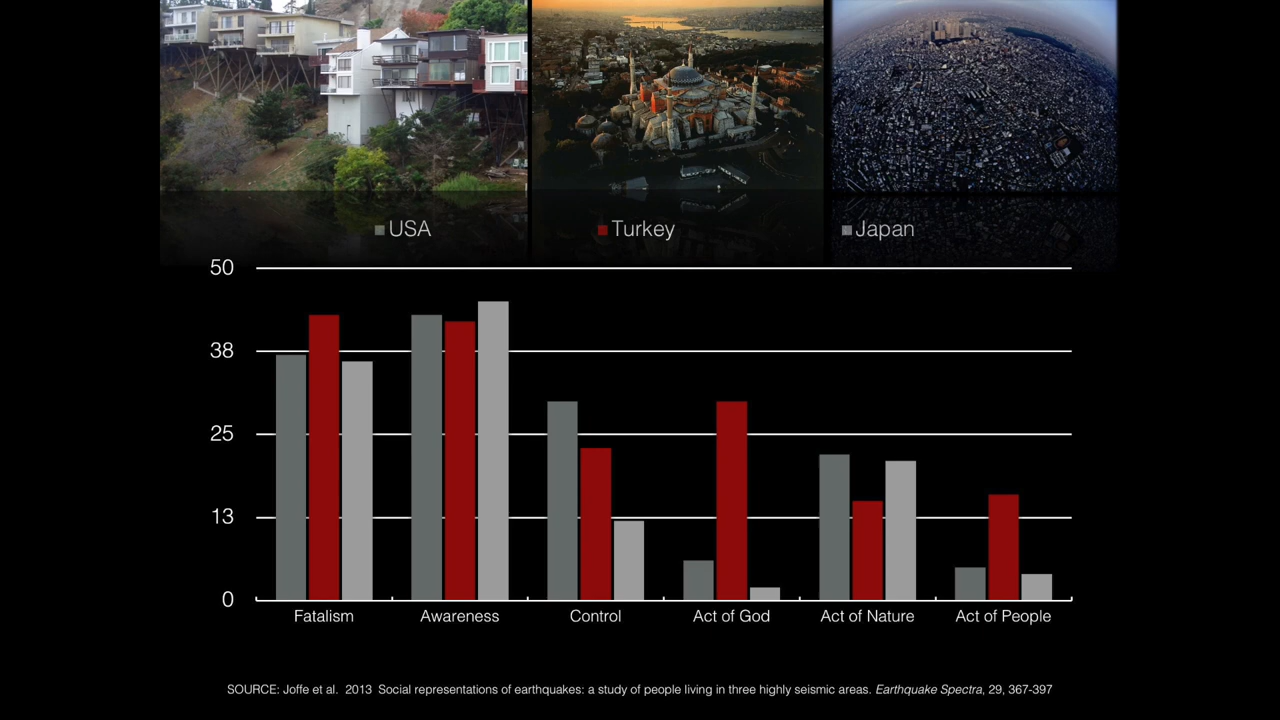 USA Turkey Japan
50
38
25
13
0
Fatalism Awareness Control Act of God Act of Nature Act of People
SOURCE: Joffe et al. 2013 Social representations of earthquakes: a study of people living in three highly seismic areas. Earthquake Spectra, 29, 367-397